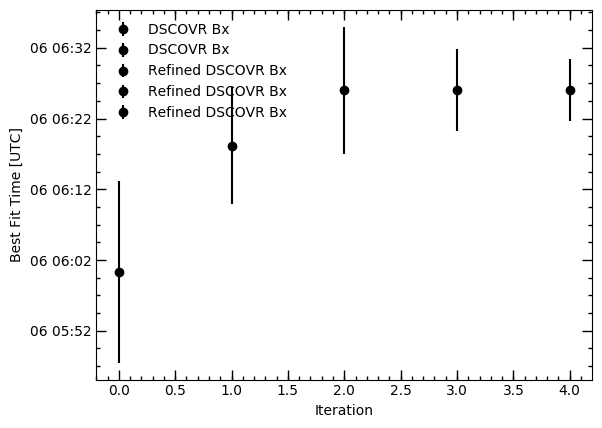 DSCOVR Bx
DSCOVR Bx
Refined DSCOVR Bx
Refined DSCOVR Bx
Refined DSCOVR Bx
Best Fit Time [UTC]
06 06:32
06 06:22
06 06:12
06 06:02
06 05:52
0.0 0.5 1.0 1.5 2.0 2.5 3.0 3.5 4.0
Iteration